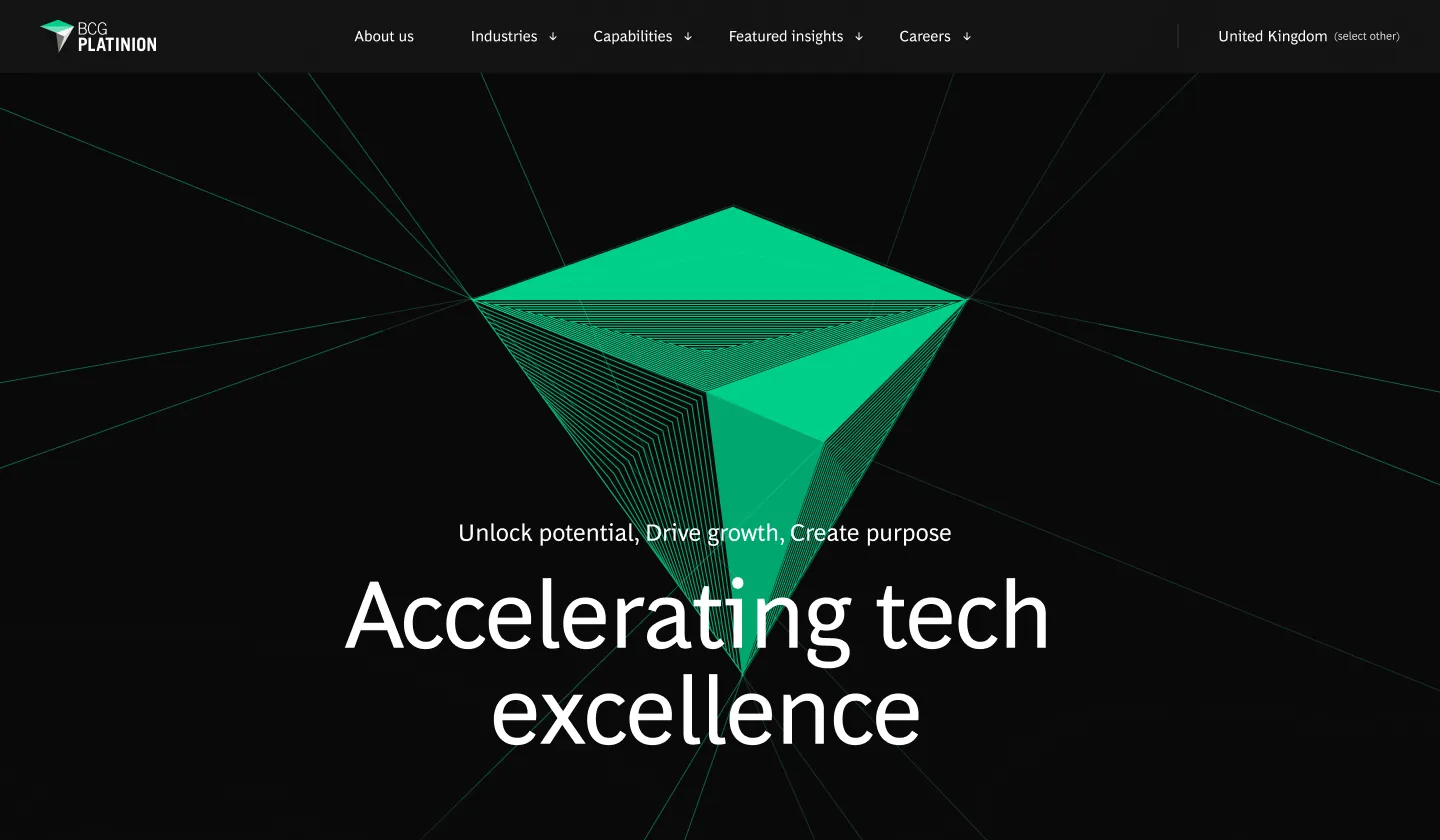 BCG
PLATINION
About us
Industries ↓
Capabilities ↓
Featured insights ↓
Careers ↓
United Kingdom (select other)
Unlock potential, Drive growth, Create purpose
Accelerating tech
excellence